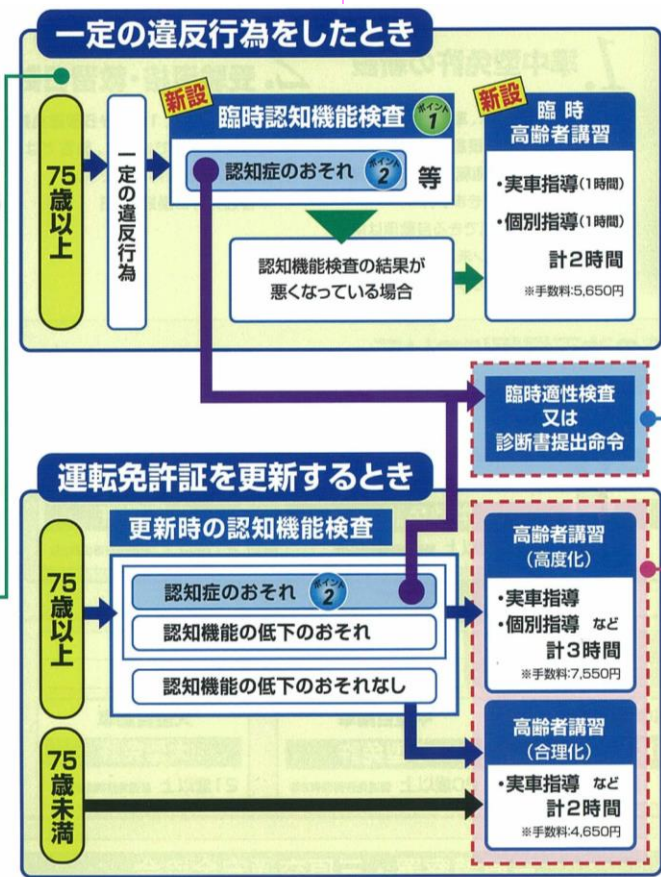 一定の違反行為をしたとき
75歳以上
一定の違反行為
新設
臨時認知機能検査 ポイント1
認知症のおそれ ポイント2 等
認知機能検査の結果が
悪くなっている場合
新設
臨時
高齢者講習
・実車指導(1時間)
・個別指導(1時間)
計2時間
※手数料:5,650円
臨時適性検査
又は
診断書提出命令
運転免許証を更新するとき
75歳以上
更新時の認知機能検査
認知症のおそれ ポイント2
認知機能の低下のおそれ
認知機能の低下のおそれなし
高齢者講習
(高度化)
・実車指導
・個別指導 など
計3時間
※手数料:7,550円
75歳未満
高齢者講習
(合理化)
・実車指導 など
計2時間
※手数料:4,650円